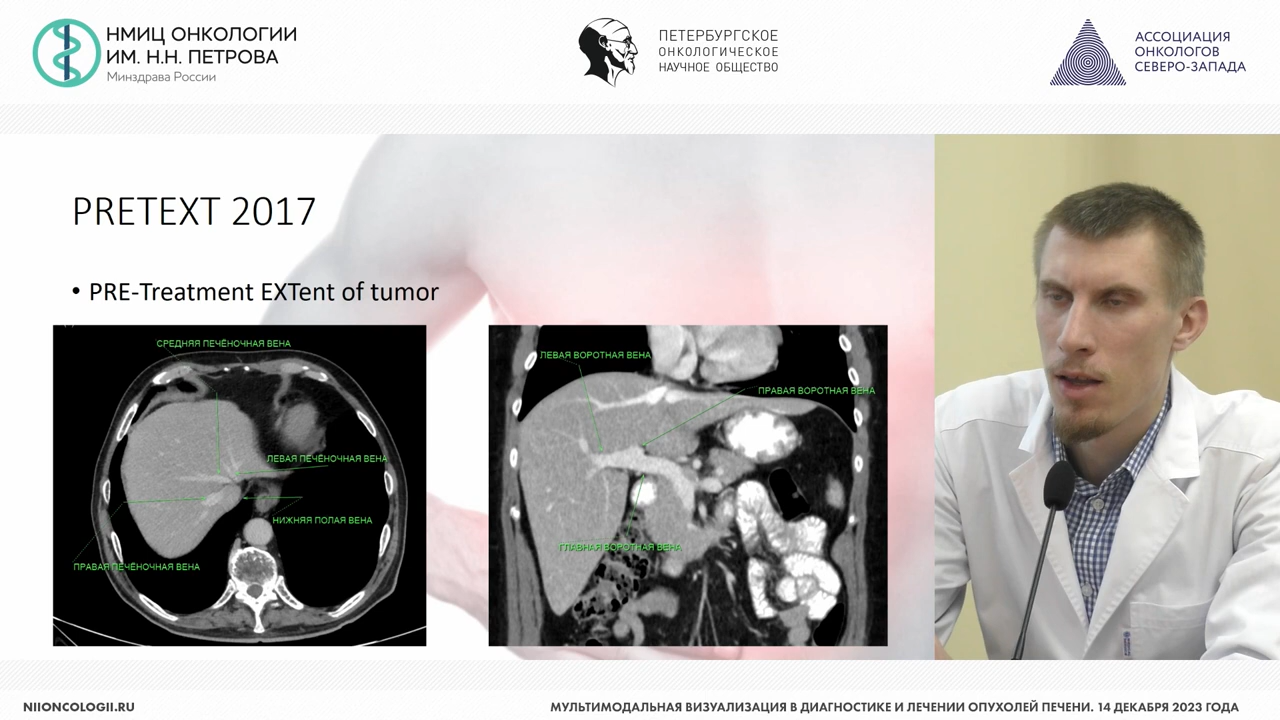 НМИЦ ОНКОЛОГИИ
ИМ. Н.Н. ПЕТРОВА
Минздрава России
ПЕТЕРБУРГСКОЕ
ОНКОЛОГИЧЕСКОЕ
НАУЧНОЕ ОБЩЕСТВО
АССОЦИАЦИЯ
ОНКОЛОГОВ
СЕВЕРО-ЗАПАДА
PRETEXT 2017
• PRE-Treatment EXTent of tumor
СРЕДНЯЯ ПЕЧЁНОЧНАЯ ВЕНА
ЛЕВАЯ ПЕЧЁНОЧНАЯ ВЕНА
НИЖНЯЯ ПОЛАЯ ВЕНА
ПРАВАЯ ПЕЧЁНОЧНАЯ ВЕНА
ЛЕВАЯ ВОРОТНАЯ ВЕНА
ПРАВАЯ ВОРОТНАЯ ВЕНА
ГЛАВНАЯ ВОРОТНАЯ ВЕНА
NIIONCOLOGII.RU
МУЛЬТИМОДАЛЬНАЯ ВИЗУАЛИЗАЦИЯ В ДИАГНОСТИКЕ И ЛЕЧЕНИИ ОПУХОЛЕЙ ПЕЧЕНИ. 14 ДЕКАБРЯ 2023 ГОДА